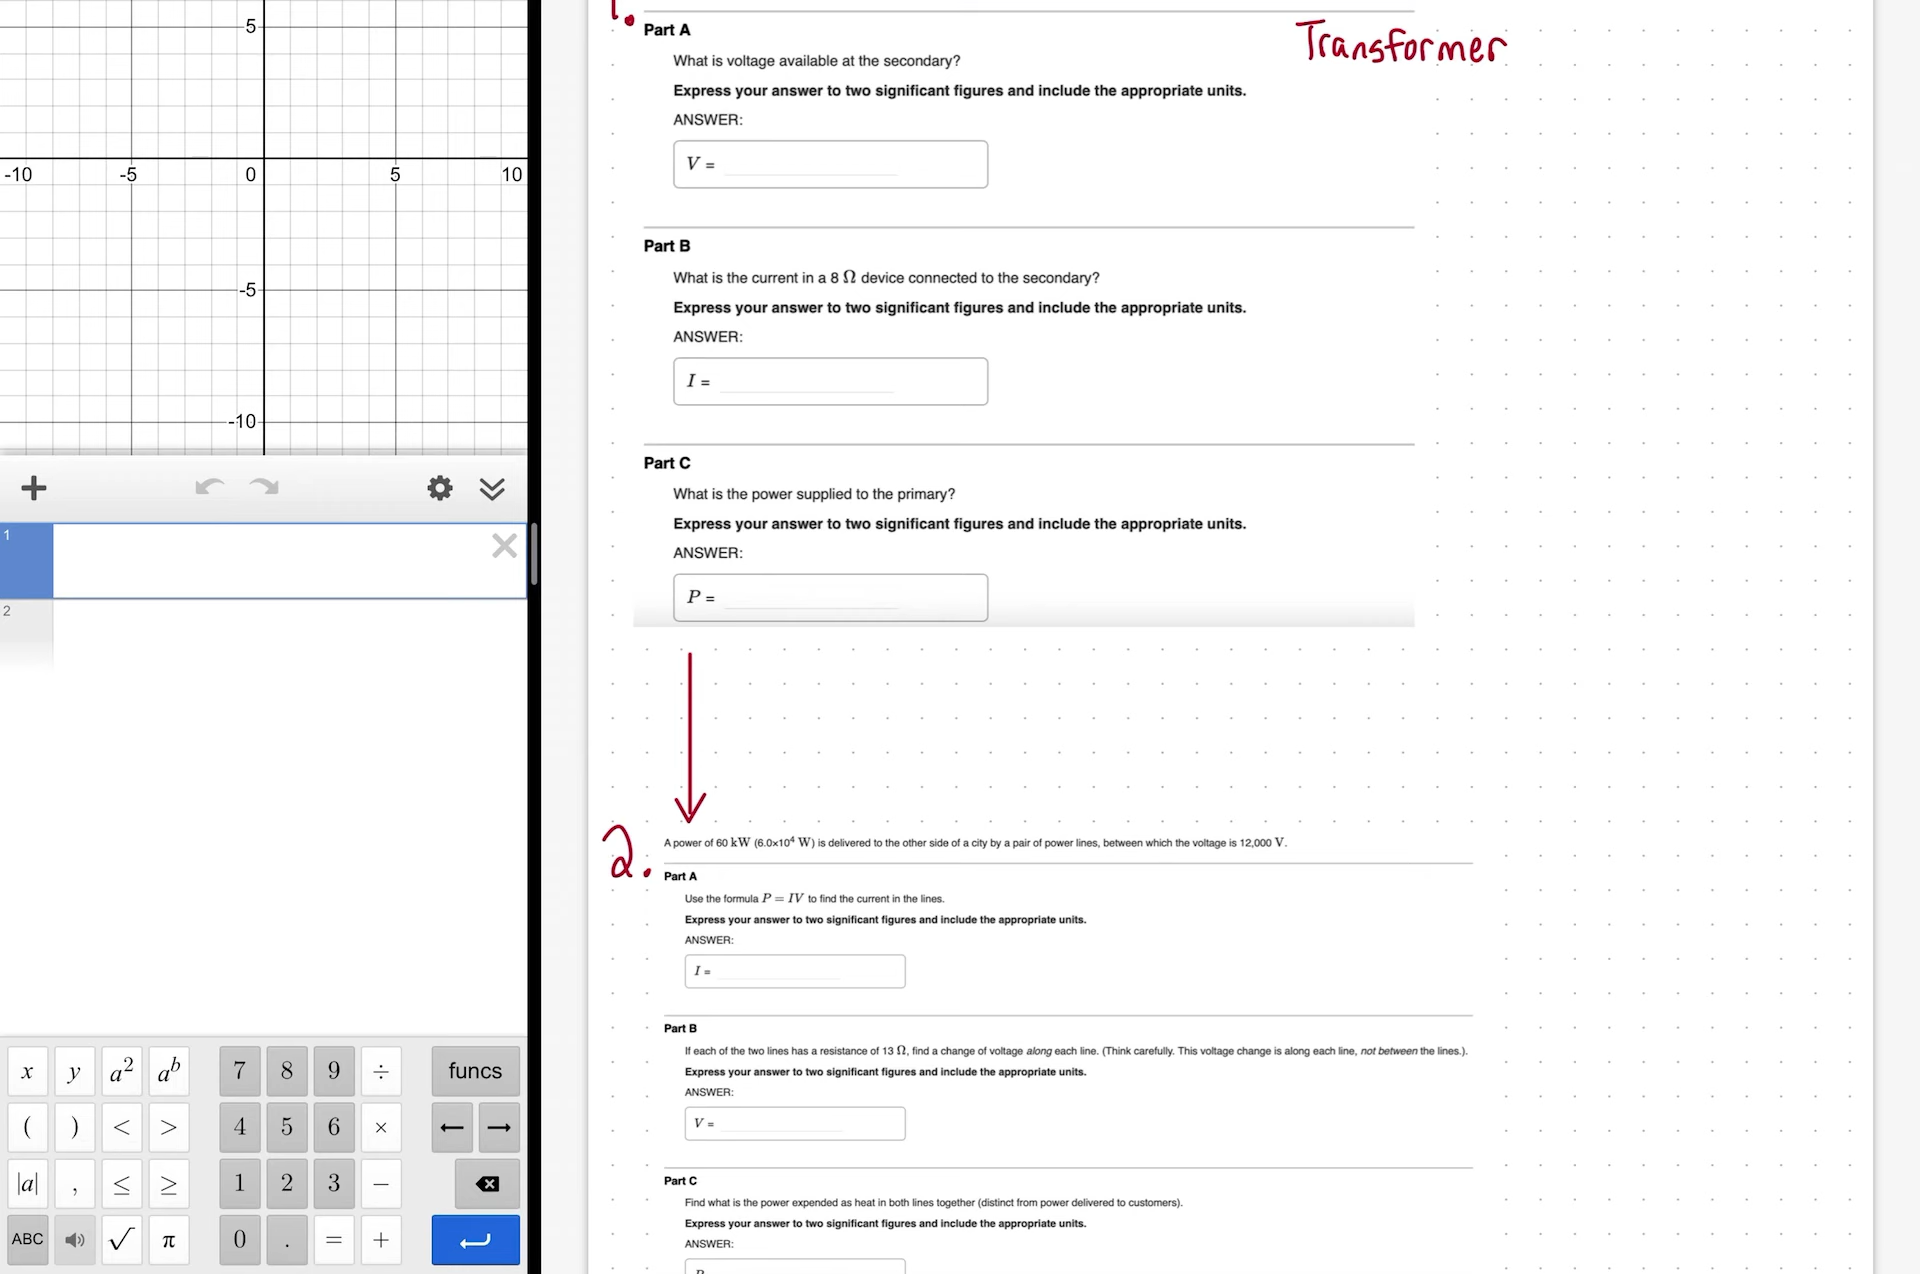 5
-10 -5 0 5 10
-5
-10
1
2
x y a² aᵇ 7 8 9 ÷ funcs
( ) < > 4 5 6 × ← →
|a| , ≤ ≥ 1 2 3 −
ABC √ π 0 . = +
1.
Transformer
Part A
What is voltage available at the secondary?
Express your answer to two significant figures and include the appropriate units.
ANSWER:
V =
Part B
What is the current in a 8 Ω device connected to the secondary?
Express your answer to two significant figures and include the appropriate units.
ANSWER:
I =
Part C
What is the power supplied to the primary?
Express your answer to two significant figures and include the appropriate units.
ANSWER:
P =
2.
A power of 60 kW (6.0×10⁴ W) is delivered to the other side of a city by a pair of power lines, between which the voltage is 12,000 V.
Part A
Use the formula P = IV to find the current in the lines.
Express your answer to two significant figures and include the appropriate units.
ANSWER:
I =
Part B
If each of the two lines has a resistance of 13 Ω, find a change of voltage along each line. (Think carefully. This voltage change is along each line, not between the lines.).
Express your answer to two significant figures and include the appropriate units.
ANSWER:
V =
Part C
Find what is the power expended as heat in both lines together (distinct from power delivered to customers).
Express your answer to two significant figures and include the appropriate units.
ANSWER: